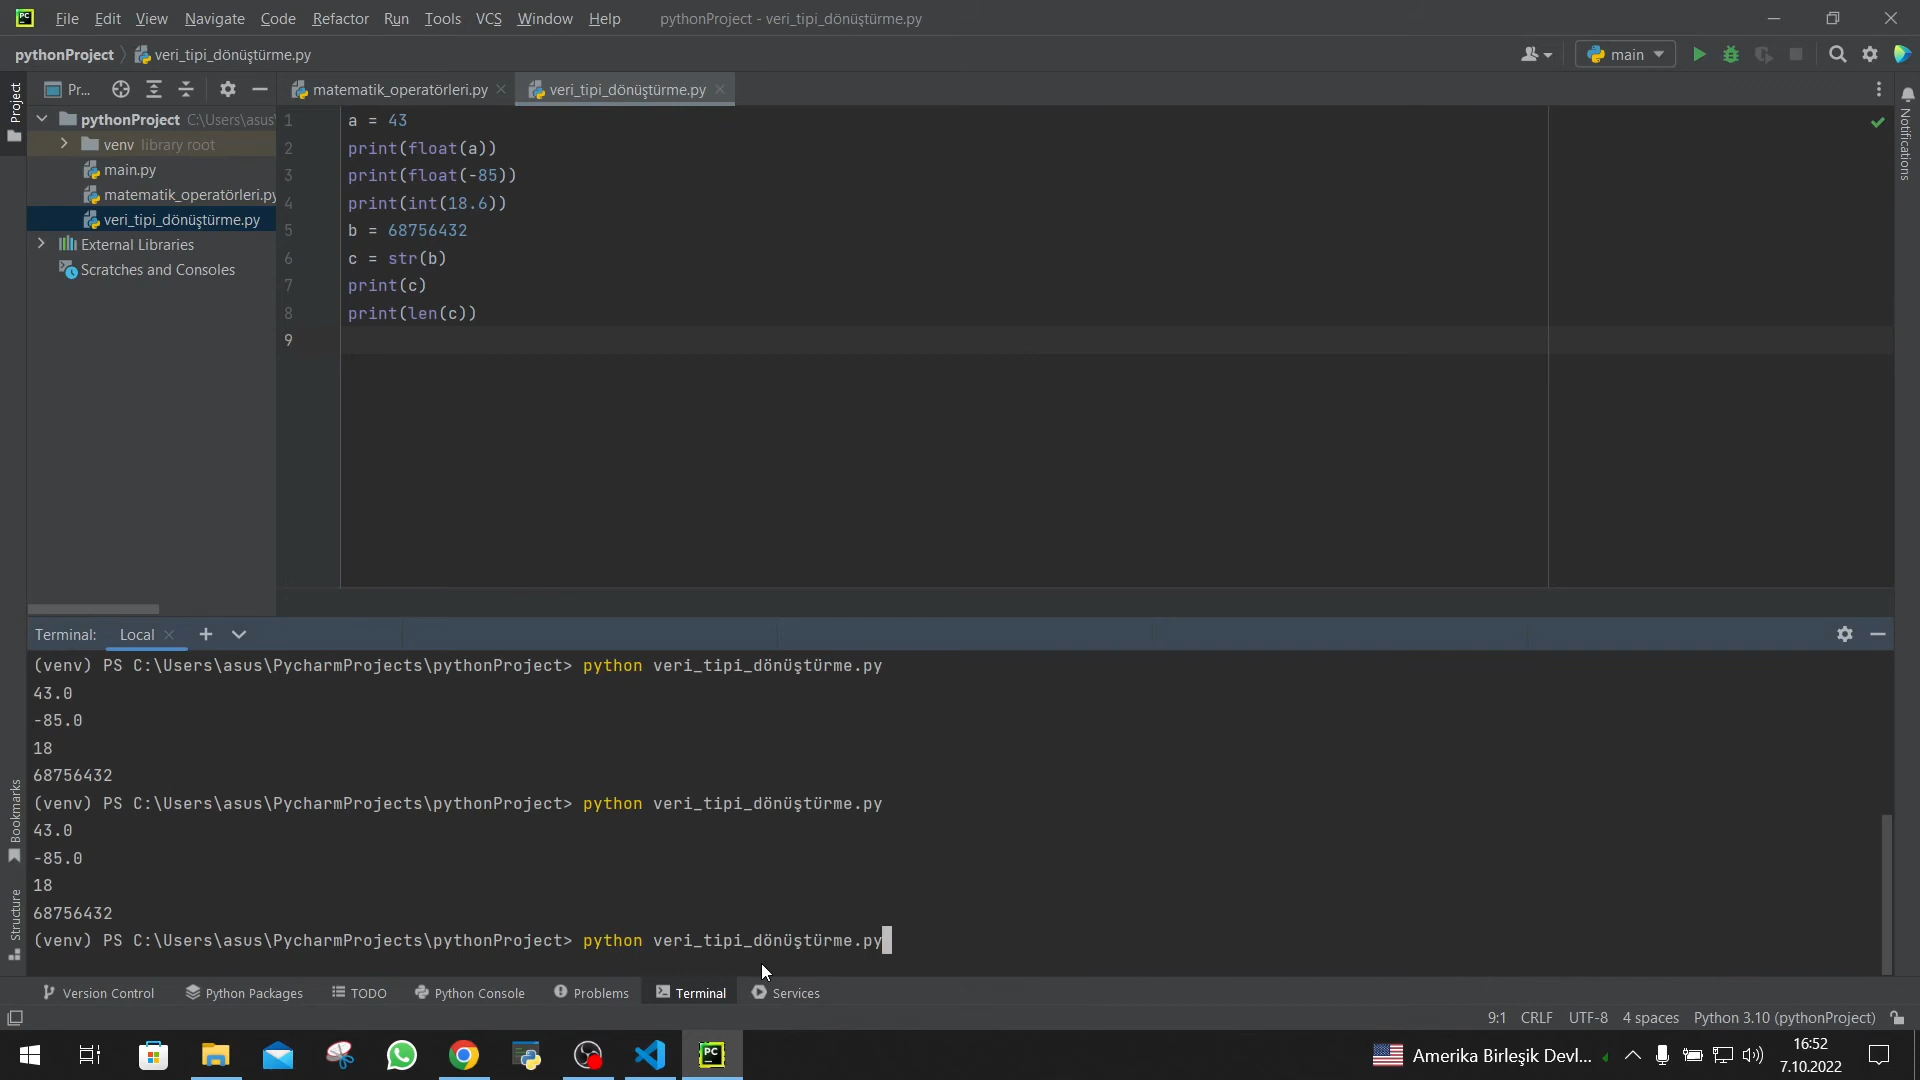 PC File Edit View Navigate Code Refactor Run Tools VCS Window Help pythonProject - veri_tipi_dönüştürme.py
pythonProject veri_tipi_dönüştürme.py main
Project Pr... matematik_operatörleri.py veri_tipi_dönüştürme.py
pythonProject C:\Users\asus
venv library root
main.py
matematik_operatörleri.py
veri_tipi_dönüştürme.py
External Libraries
Scratches and Consoles
1 a = 43
2 print(float(a))
3 print(float(-85))
4 print(int(18.6))
5 b = 68756432
6 c = str(b)
7 print(c)
8 print(len(c))
9
Notifications
Terminal: Local
(venv) PS C:\Users\asus\PycharmProjects\pythonProject> python veri_tipi_dönüştürme.py
43.0
-85.0
18
68756432
(venv) PS C:\Users\asus\PycharmProjects\pythonProject> python veri_tipi_dönüştürme.py
43.0
-85.0
18
68756432
(venv) PS C:\Users\asus\PycharmProjects\pythonProject> python veri_tipi_dönüştürme.py
Bookmarks
Structure
Version Control Python Packages TODO Python Console Problems Terminal Services
9:1 CRLF UTF-8 4 spaces Python 3.10 (pythonProject)
PC Amerika Birleşik Devl... 16:52
7.10.2022